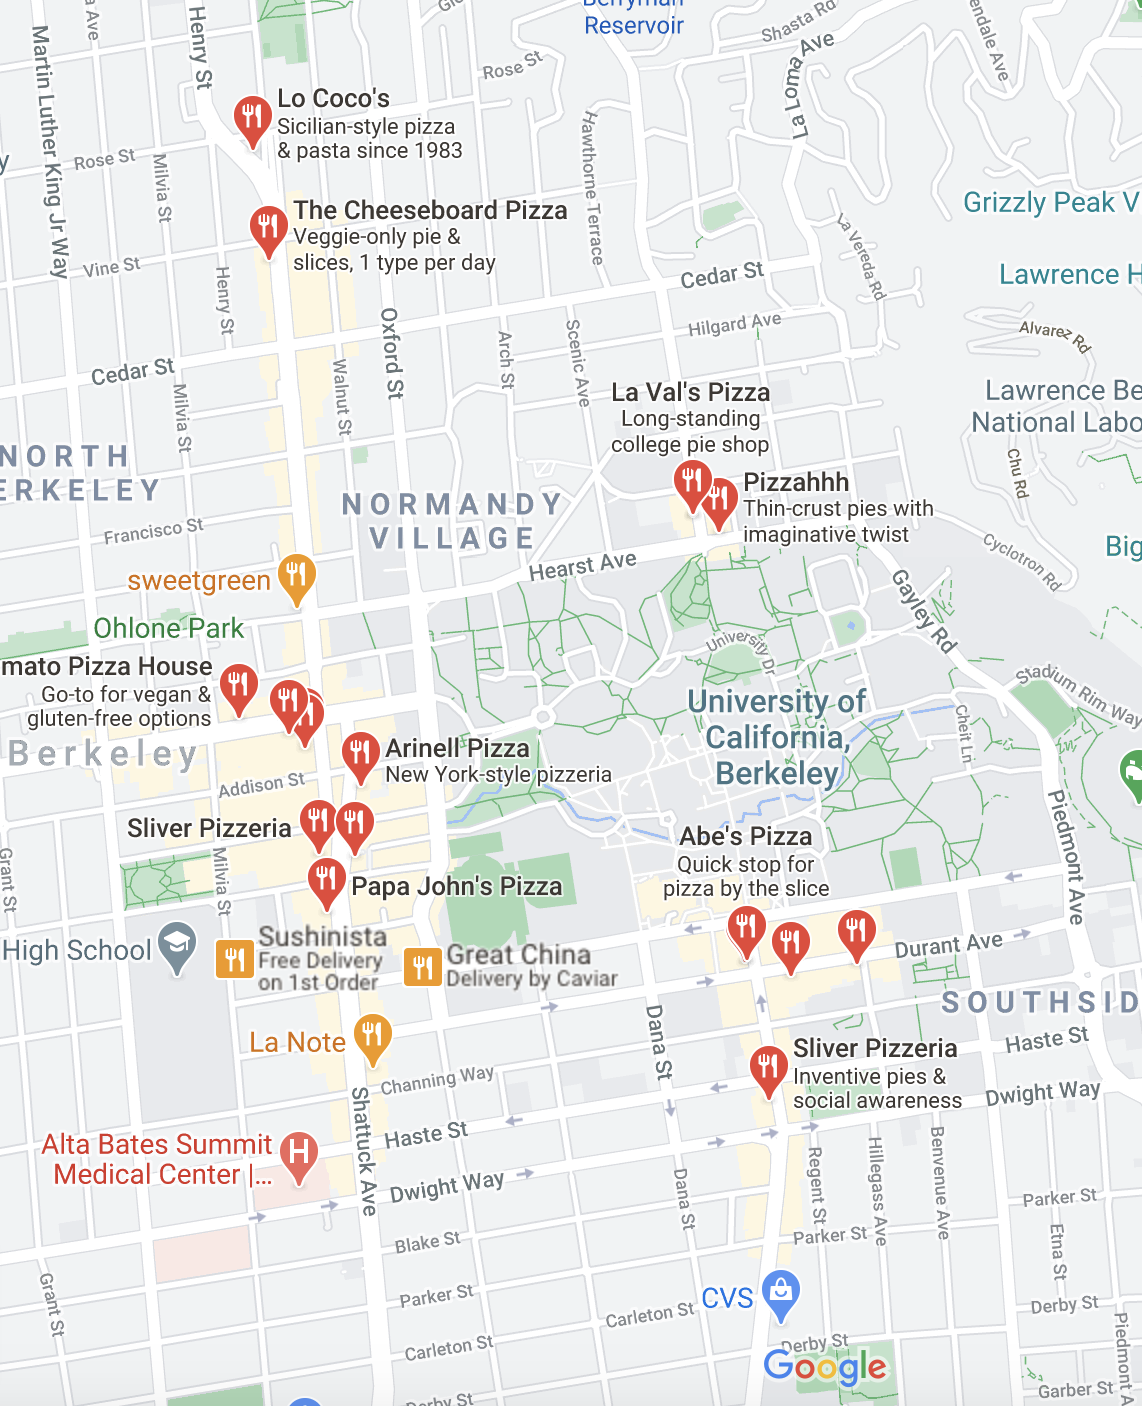 Berryman
Reservoir
Shasta Rd
Henry St
Martin Luther King Jr Way
La Loma Ave
Rose St
Lo Coco's
Sicilian-style pizza
& pasta since 1983
Hawthorne Terrace
Rose St
Milvia St
The Cheeseboard Pizza
Veggie-only pie &
slices, 1 type per day
Grizzly Peak V
La Vereda Rd
Vine St
Henry St
Cedar St
Lawrence H
Oxford St
Hilgard Ave
Scenic Ave
Arch St
Alvarez Rd
Cedar St
Walnut St
Milvia St
La Val's Pizza
Long-standing
college pie shop
Lawrence Be
National Labo
NORTH
ERKELEY
Pizzahhh
Thin-crust pies with
imaginative twist
Chu Rd
NORMANDY
VILLAGE
Francisco St
Hearst Ave
Cyclotron Rd
Big
sweetgreen
Gayley Rd
Ohlone Park
University Dr
mato Pizza House
Go-to for vegan &
gluten-free options
Stadium Rim Way
University of
California,
Berkeley
Cheit Ln
Berkeley
Arinell Pizza
New York-style pizzeria
Addison St
Sliver Pizzeria
Abe's Pizza
Quick stop for
pizza by the slice
Piedmont Ave
Grant St
Milvia St
Papa John's Pizza
High School
Sushinista
Free Delivery
on 1st Order
Great China
Delivery by Caviar
Durant Ave
SOUTHSID
La Note
Dana St
Haste St
Sliver Pizzeria
Inventive pies &
social awareness
Channing Way
Dwight Way
Shattuck Ave
Haste St
Alta Bates Summit
Medical Center |...
Dwight Way
Dana St
Regent St
Hillegass Ave
Benvenue Ave
Parker St
Blake St
Parker St
Etna St
Grant St
Parker St
Carleton St
CVS
Derby St
Carleton St
Derby St
Piedmont A
Google
Garber St
Derby St